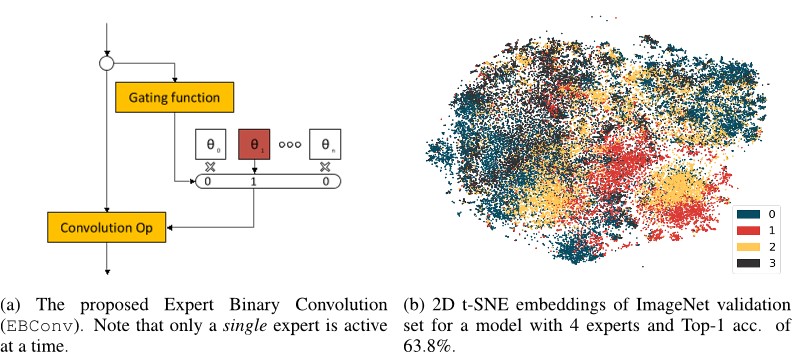 Gating function
θ0 θ1 θn
0 1 0
Convolution Op
0
1
2
3
(a) The proposed Expert Binary Convolution
(EBConv). Note that only a single expert is active
at a time.
(b) 2D t-SNE embeddings of ImageNet validation
set for a model with 4 experts and Top-1 acc. of
63.8%.